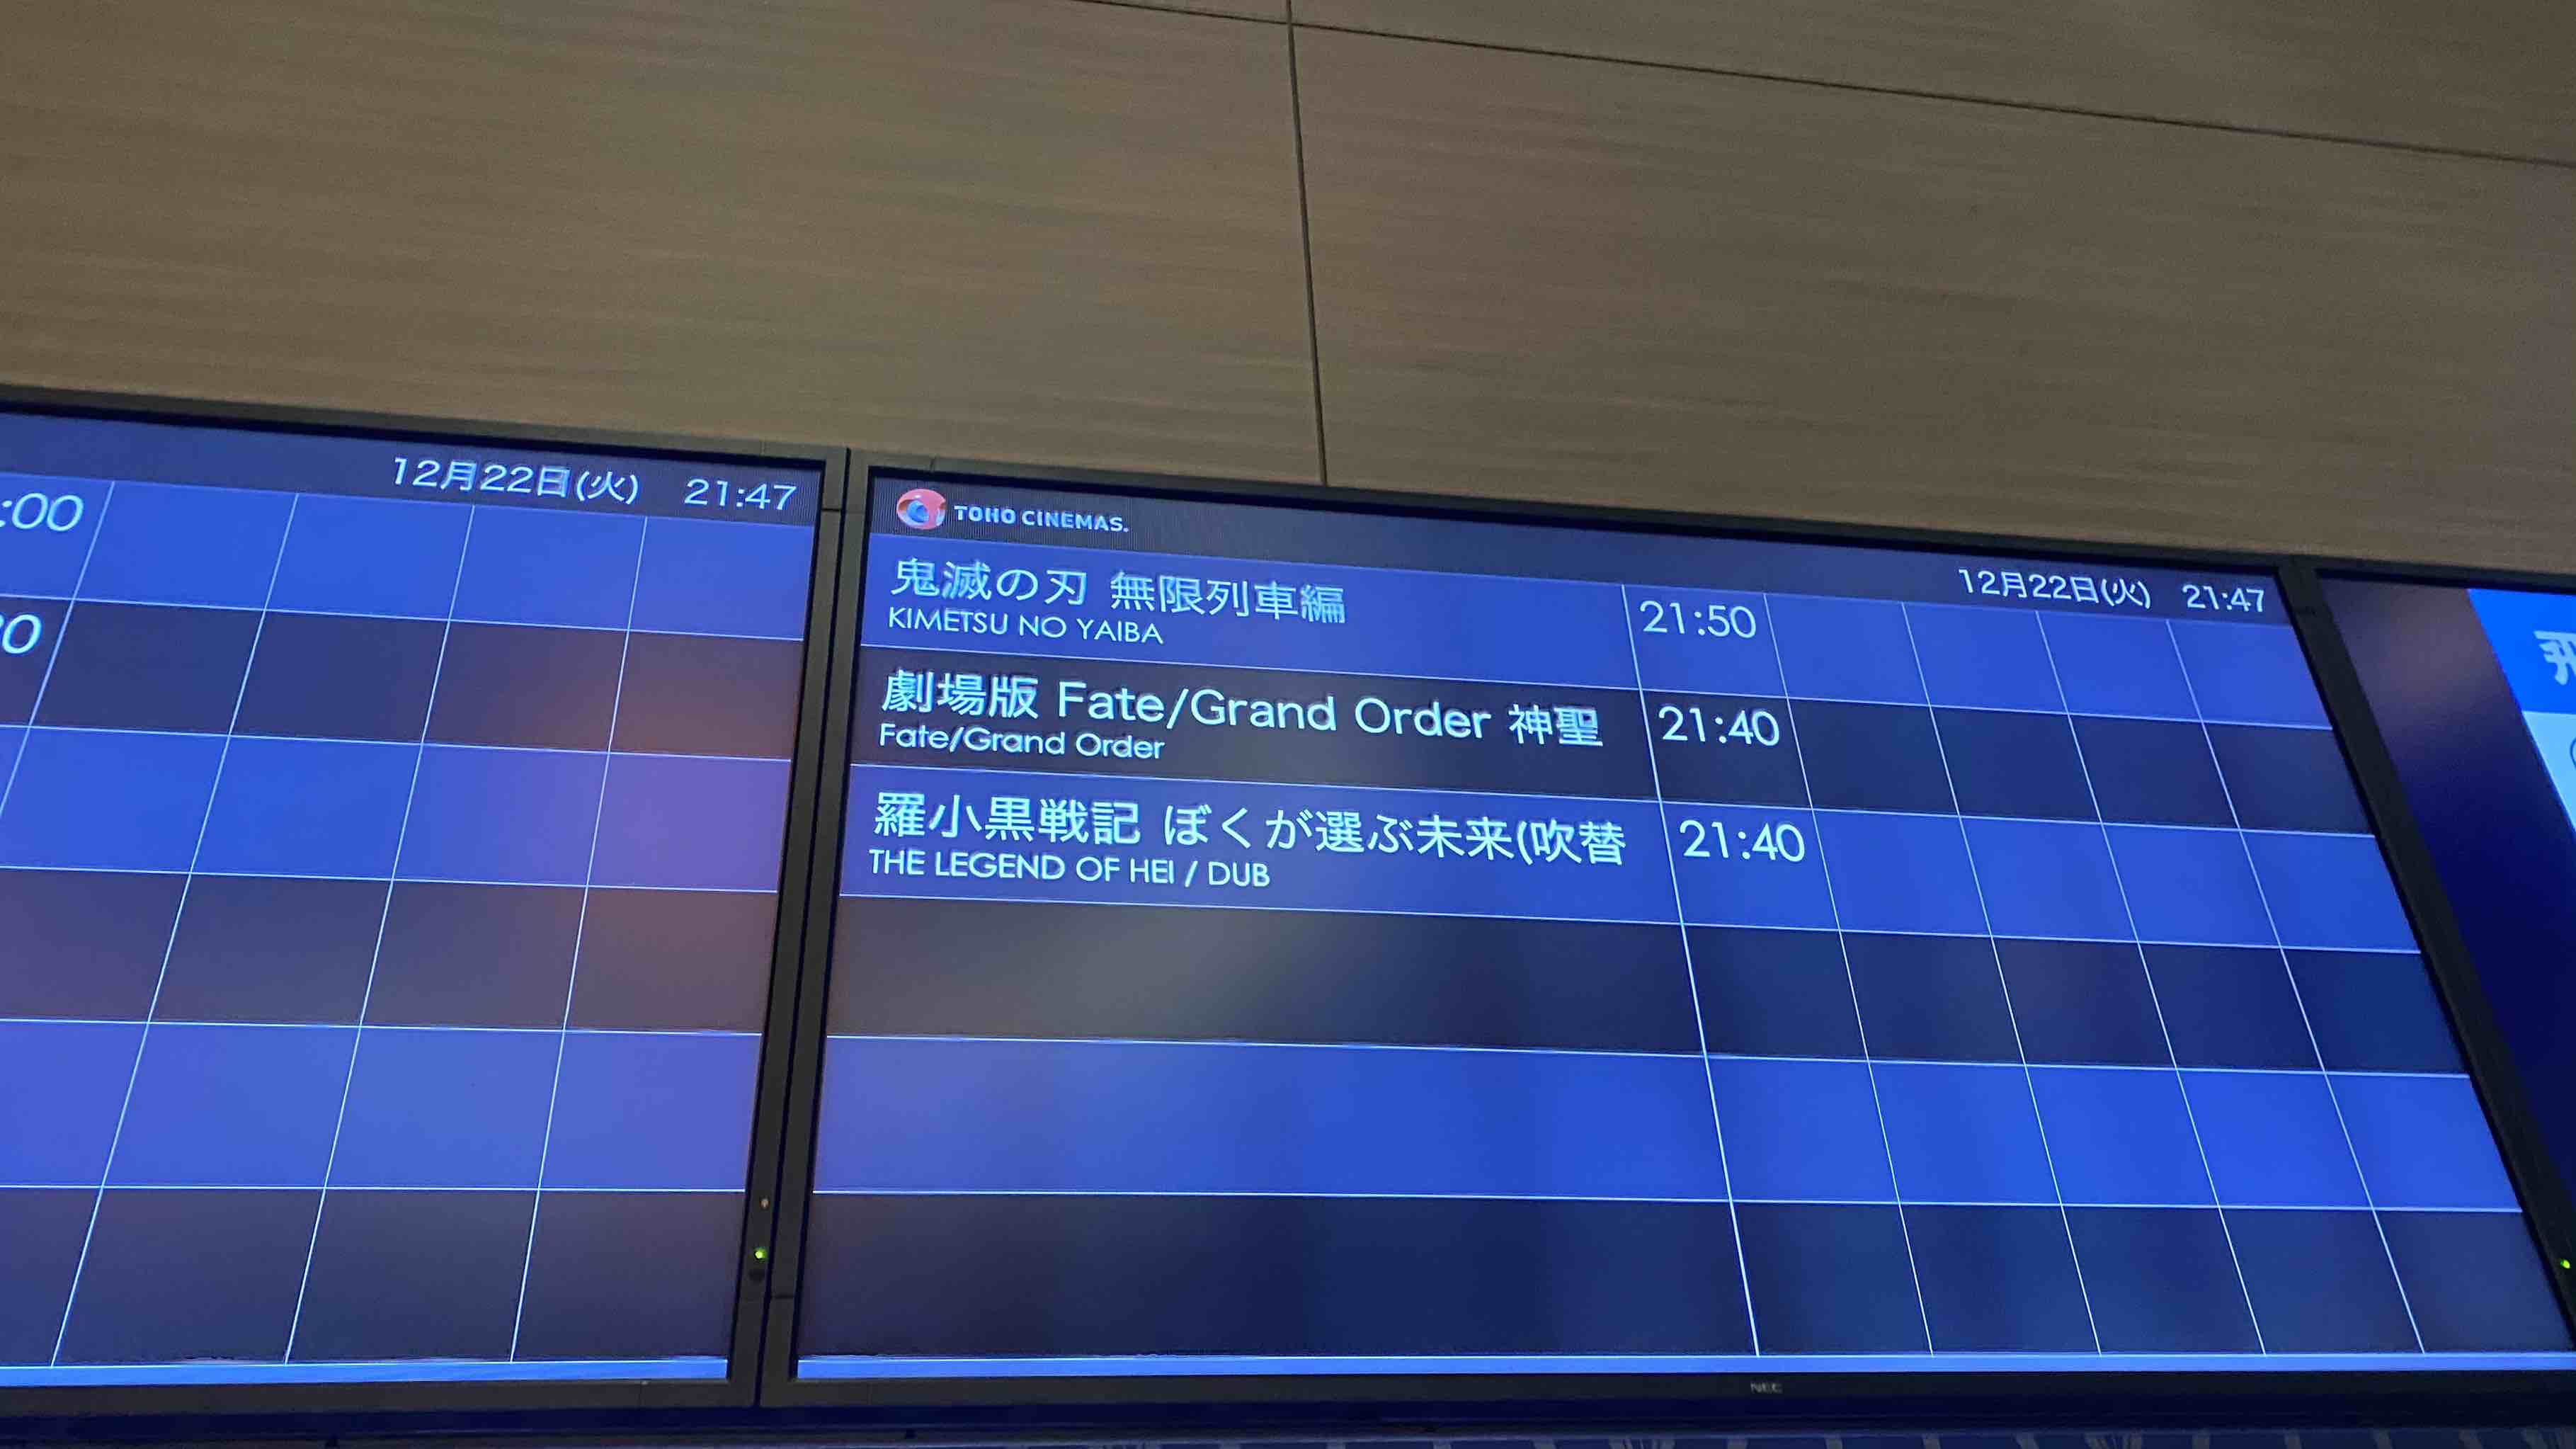 12月22日(火) 21:47
:00
TOHO CINEMAS.
12月22日(火) 21:47
鬼滅の刃 無限列車編 21:50
KIMETSU NO YAIBA
劇場版 Fate/Grand Order 神聖 21:40
Fate/Grand Order
羅小黒戦記 ぼくが選ぶ未来(吹替 21:40
THE LEGEND OF HEI / DUB
NEC